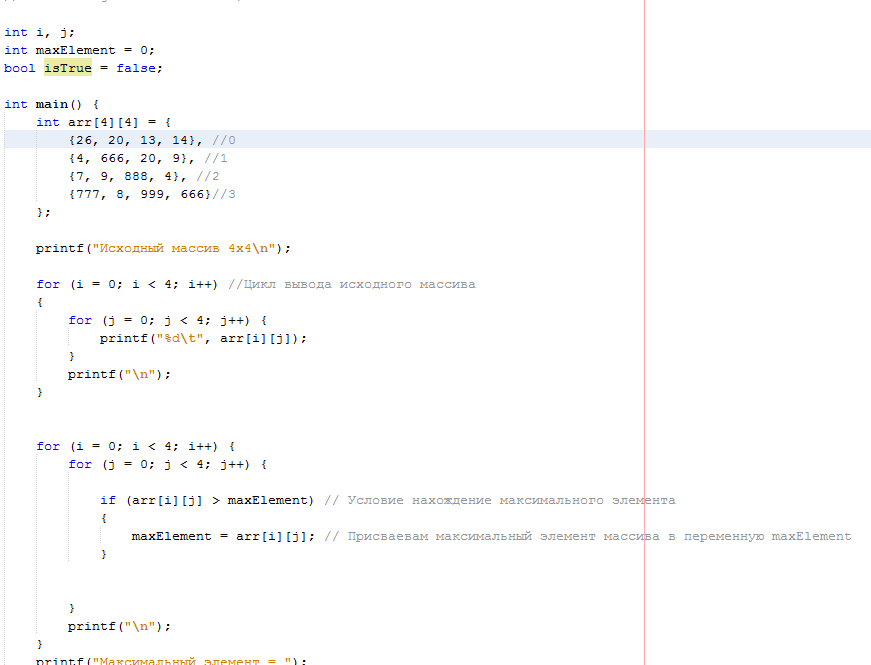 int i, j;
int maxElement = 0;
bool isTrue = false;
int main() {
int arr[4][4] = {
{26, 20, 13, 14}, //0
{4, 666, 20, 9}, //1
{7, 9, 888, 4}, //2
{777, 8, 999, 666}//3
};
printf("Исходный массив 4x4\n");
for (i = 0; i < 4; i++) //Цикл вывода исходного массива
{
for (j = 0; j < 4; j++) {
printf("%d\t", arr[i][j]);
}
printf("\n");
}
for (i = 0; i < 4; i++) {
for (j = 0; j < 4; j++) {
if (arr[i][j] > maxElement) // Условие нахождение максимального элемента
{
maxElement = arr[i][j]; // Присваевам максимальный элемент массива в переменную maxElement
}
}
printf("\n");
}
printf("Максимальный элемент = ");